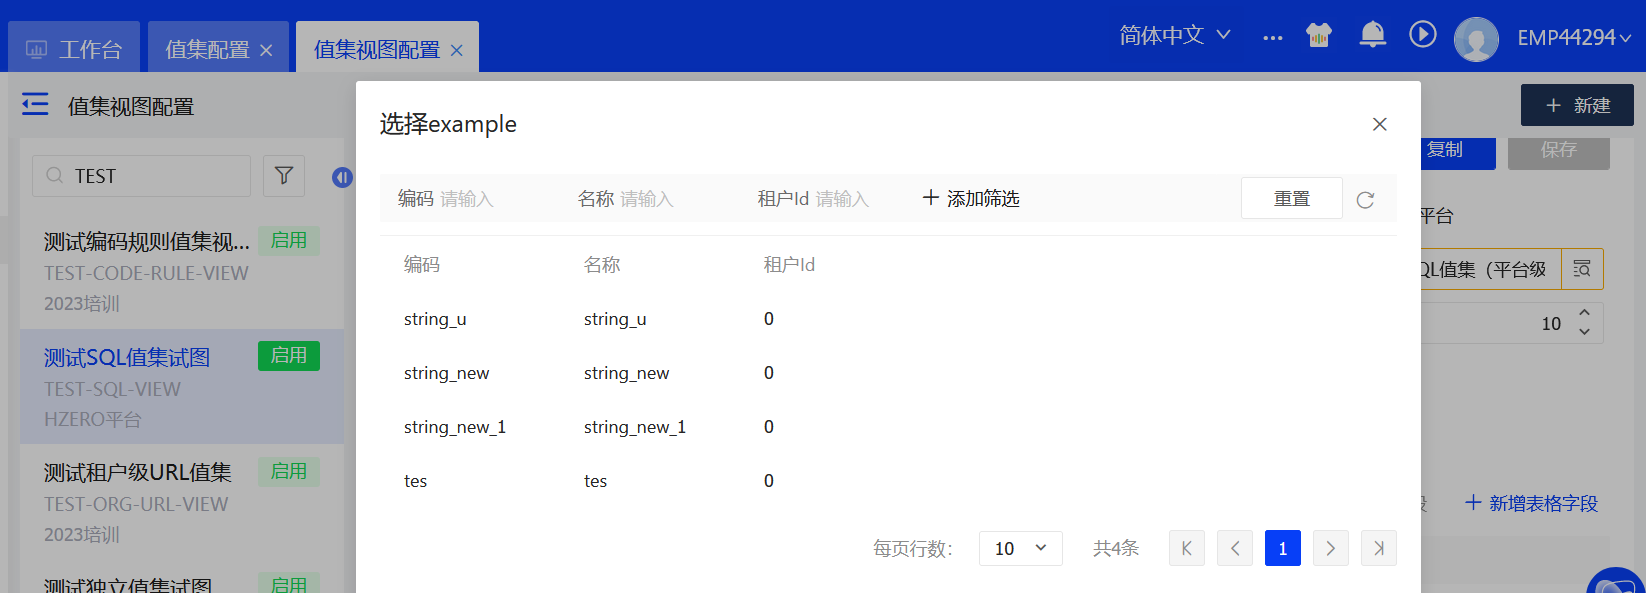 工作台
值集配置
值集视图配置
简体中文
EMP44294
值集视图配置
新建
TEST
复制
保存
测试编码规则值集视...
启用
TEST-CODE-RULE-VIEW
2023培训
测试SQL值集试图
启用
TEST-SQL-VIEW
HZERO平台
测试租户级URL值集
启用
TEST-ORG-URL-VIEW
2023培训
测试独立值集试图
启用
选择example
编码 请输入
名称 请输入
租户Id 请输入
添加筛选
重置
编码 名称 租户Id
string_u string_u 0
string_new string_new 0
string_new_1 string_new_1 0
tes tes 0
每页行数: 10 共4条 1
平台
QL值集（平台级
10
新增表格字段